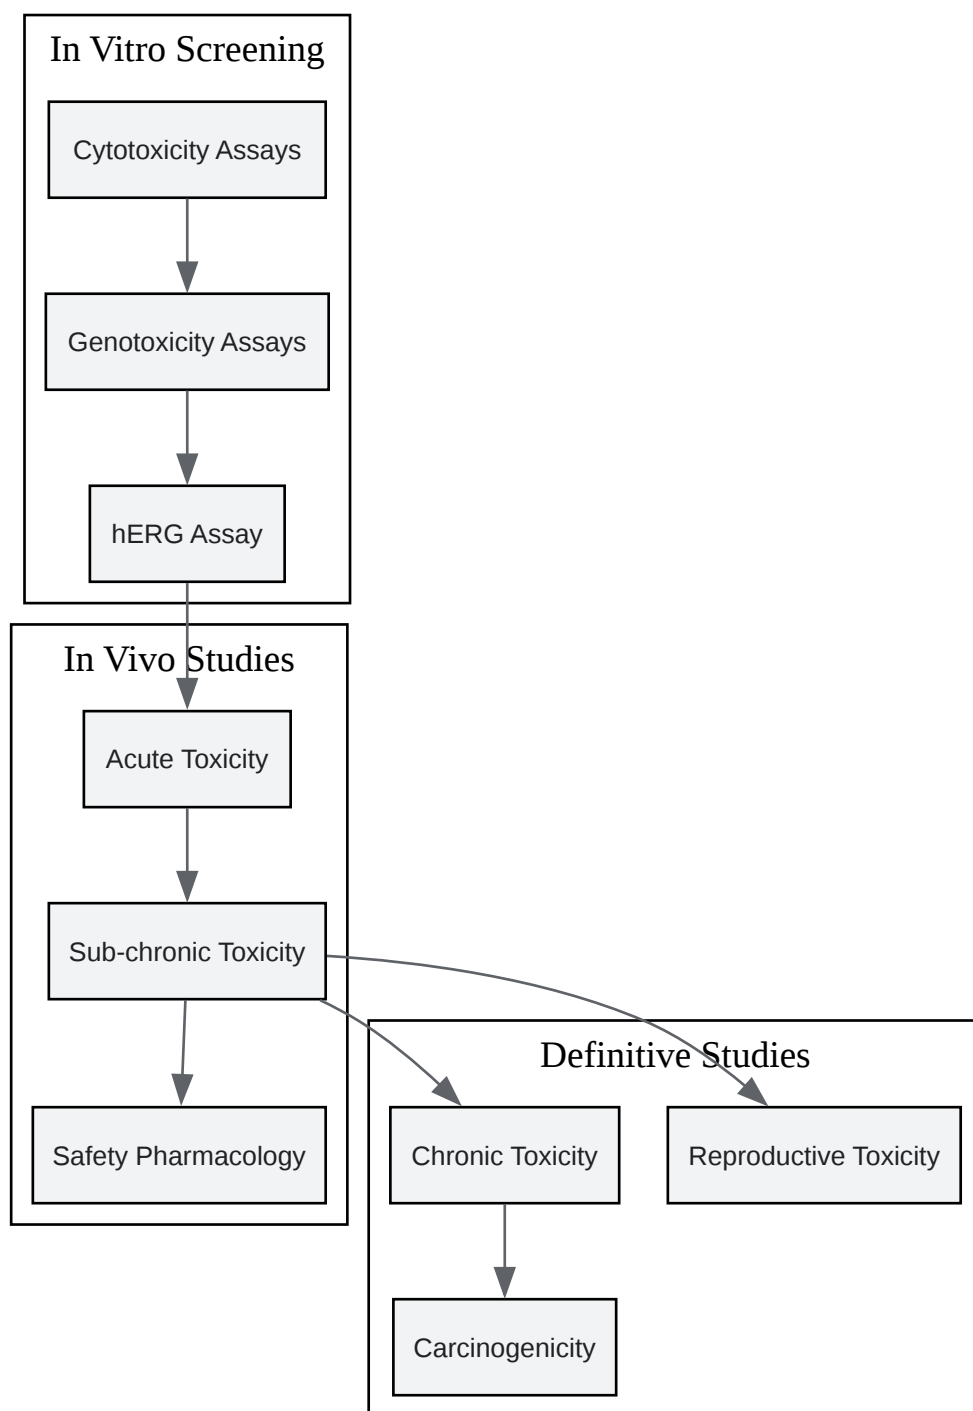 In Vitro Screening
Cytotoxicity Assays
Genotoxicity Assays
hERG Assay
In Vivo Studies
Acute Toxicity
Sub-chronic Toxicity
Safety Pharmacology
Definitive Studies
Chronic Toxicity
Reproductive Toxicity
Carcinogenicity